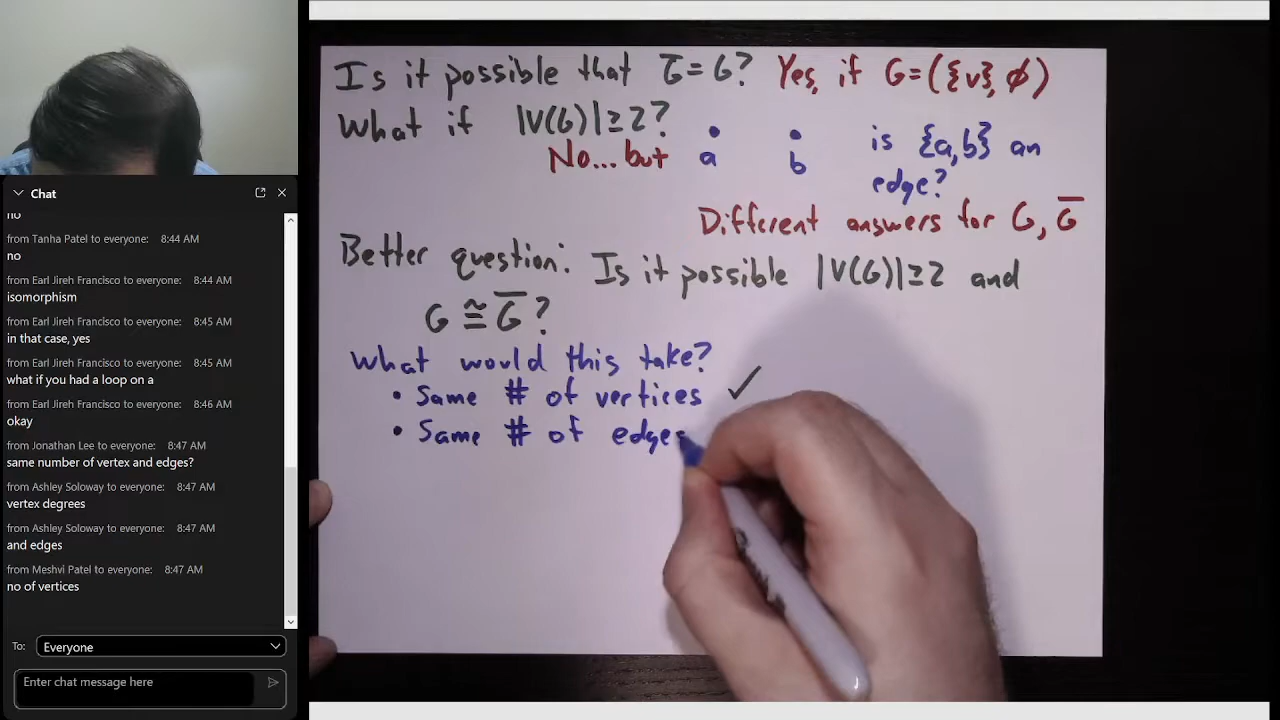 Chat
no
from Tanha Patel to everyone: 8:44 AM
no
from Earl Jireh Francisco to everyone: 8:44 AM
isomorphism
from Earl Jireh Francisco to everyone: 8:45 AM
in that case, yes
from Earl Jireh Francisco to everyone: 8:45 AM
what if you had a loop on a
from Earl Jireh Francisco to everyone: 8:46 AM
okay
from Jonathan Lee to everyone: 8:47 AM
same number of vertex and edges?
from Ashley Soloway to everyone: 8:47 AM
vertex degrees
from Ashley Soloway to everyone: 8:47 AM
and edges
from Meshvi Patel to everyone: 8:47 AM
no of vertices
To: Everyone
Enter chat message here
Is it possible that G̅ = G? Yes, if G=({v}, ∅)
What if |V(G)| ≥ 2?
No... but
a b
is {a,b} an
edge?
Different answers for G, G̅
Better question: Is it possible |V(G)| ≥ 2 and
G ≅ G̅?
What would this take?
• Same # of vertices ✓
• Same # of edges